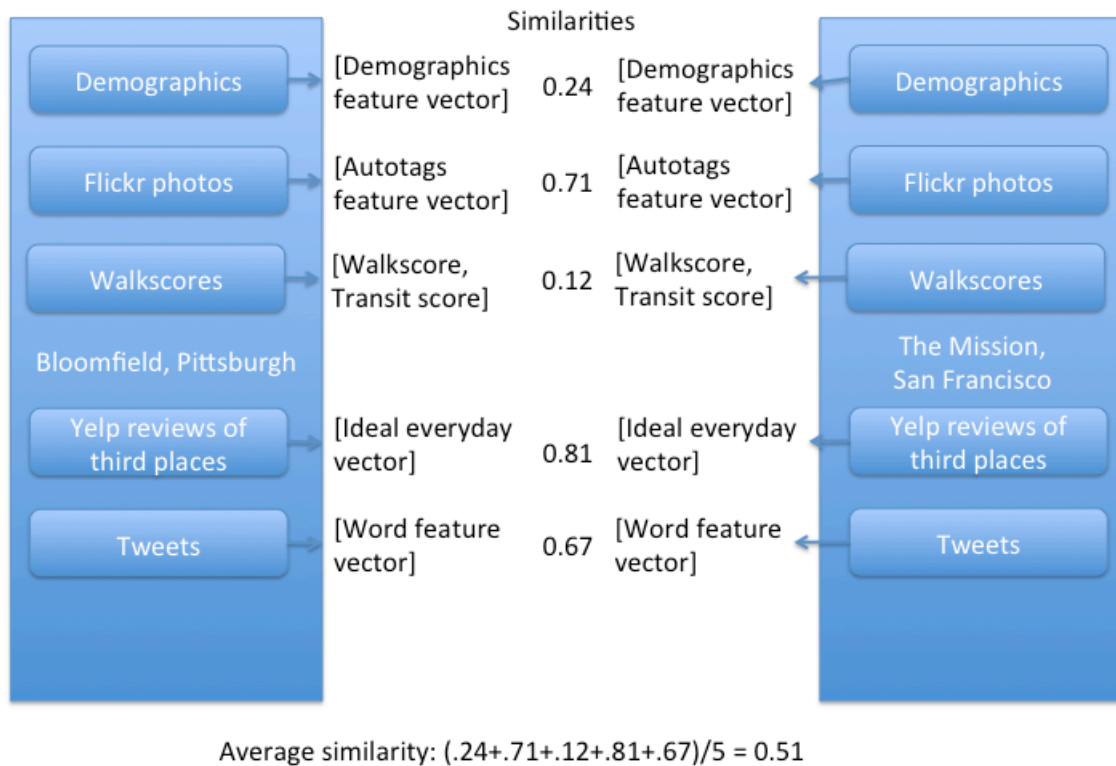 Similarities
Demographics
[Demographics
feature vector]
0.24
[Demographics
feature vector]
Demographics
Flickr photos
[Autotags
feature vector]
0.71
[Autotags
feature vector]
Flickr photos
Walkscores
[Walkscore,
Transit score]
0.12
[Walkscore,
Transit score]
Walkscores
Bloomfield, Pittsburgh
The Mission,
San Francisco
Yelp reviews of
third places
[Ideal everyday
vector]
0.81
[Ideal everyday
vector]
Yelp reviews of
third places
Tweets
[Word feature
vector]
0.67
[Word feature
vector]
Tweets
Average similarity: (.24+.71+.12+.81+.67)/5 = 0.51